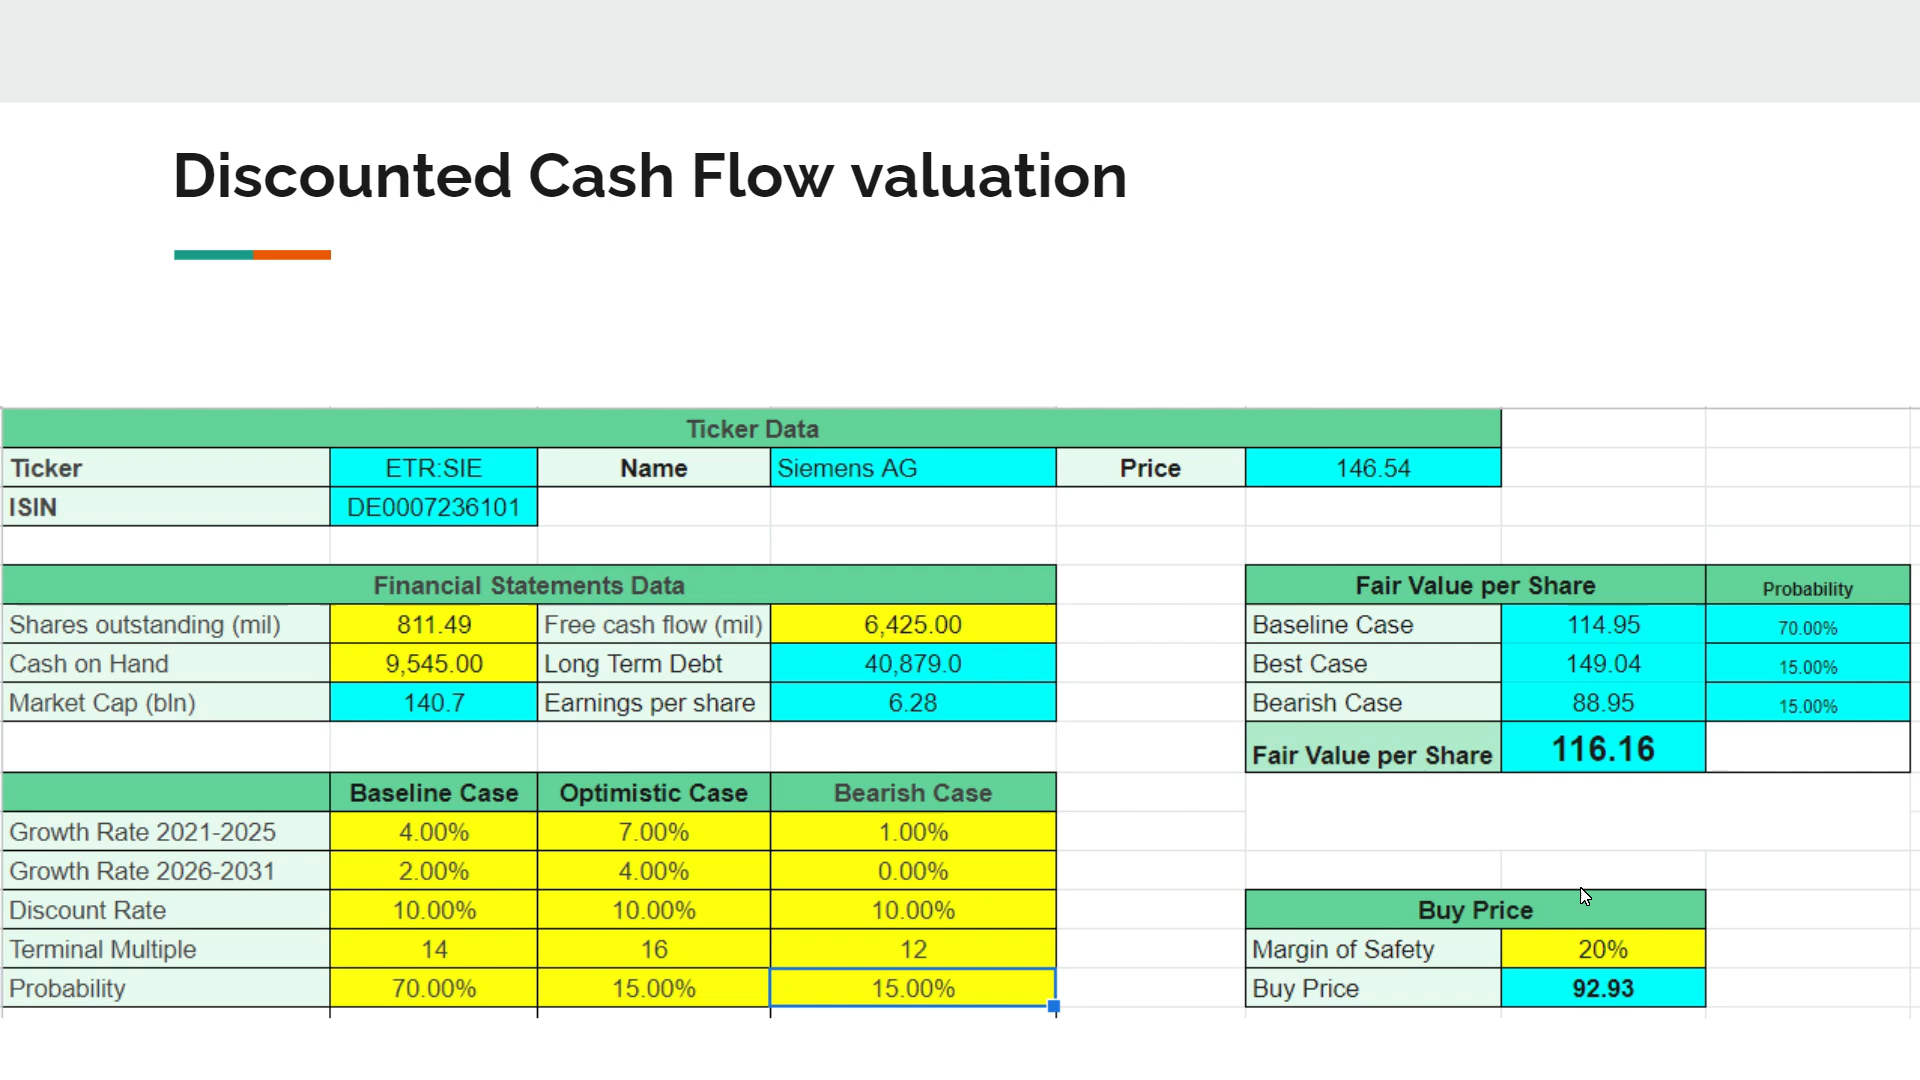 Discounted Cash Flow valuation
Ticker Data
Ticker ETR:SIE Name Siemens AG Price 146.54
ISIN DE0007236101
Financial Statements Data
Shares outstanding (mil) 811.49 Free cash flow (mil) 6,425.00
Cash on Hand 9,545.00 Long Term Debt 40,879.0
Market Cap (bln) 140.7 Earnings per share 6.28
Fair Value per Share Probability
Baseline Case 114.95 70.00%
Best Case 149.04 15.00%
Bearish Case 88.95 15.00%
Fair Value per Share 116.16
Baseline Case Optimistic Case Bearish Case
Growth Rate 2021-2025 4.00% 7.00% 1.00%
Growth Rate 2026-2031 2.00% 4.00% 0.00%
Discount Rate 10.00% 10.00% 10.00%
Terminal Multiple 14 16 12
Probability 70.00% 15.00% 15.00%
Buy Price
Margin of Safety 20%
Buy Price 92.93